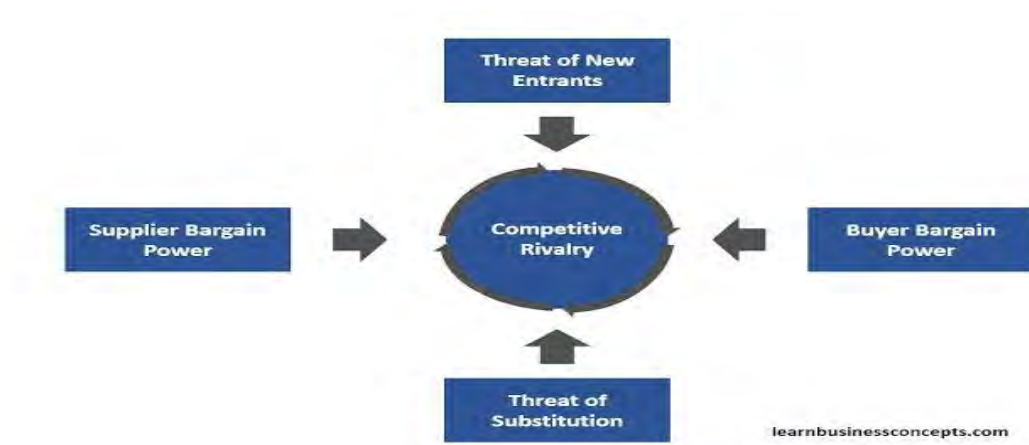 Threat of New
Entrants
Supplier Bargain
Power
Competitive
Rivalry
Buyer Bargain
Power
Threat of
Substitution
learnbusinessconcepts.com